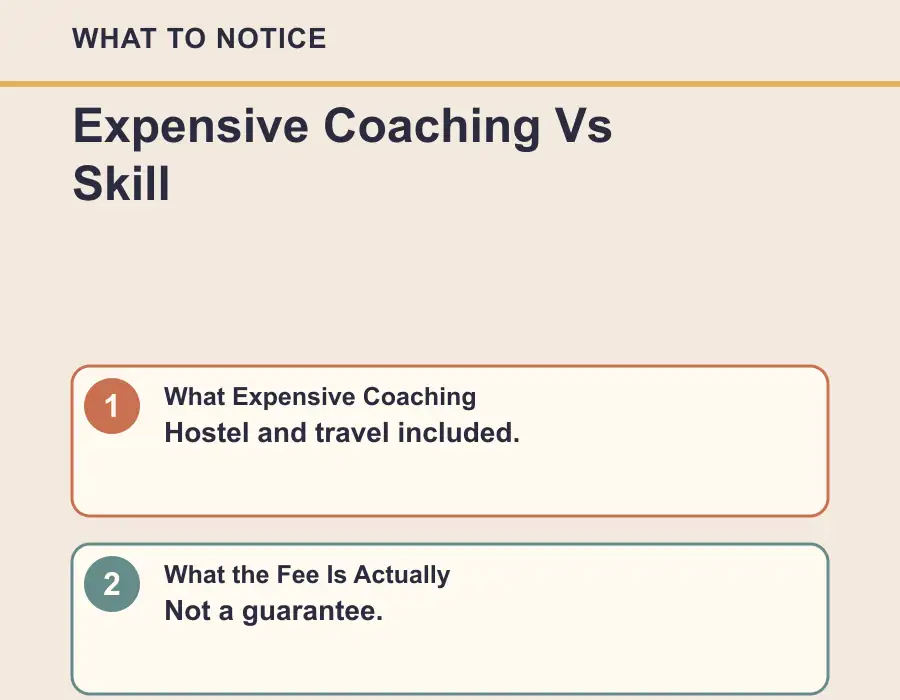 WHAT TO NOTICE
Expensive Coaching Vs
Skill
1
What Expensive Coaching
Hostel and travel included.
2
What the Fee Is Actually
Not a guarantee.